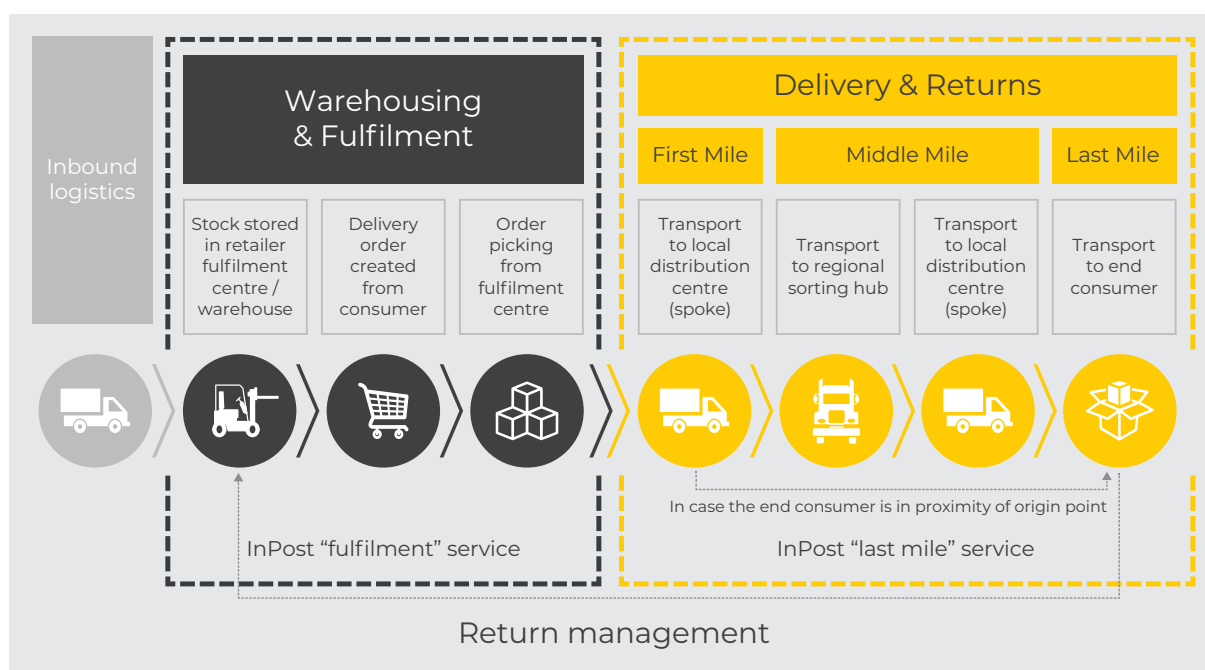 Inbound
logistics
Warehousing
& Fulfilment
Stock stored
in retailer
fulfilment
centre /
warehouse
Delivery
order
created
from
consumer
Order
picking
from
fulfilment
centre
Delivery & Returns
First Mile
Middle Mile
Last Mile
Transport
to local
distribution
centre
(spoke)
Transport
to regional
sorting hub
Transport
to local
distribution
centre
(spoke)
Transport
to end
consumer
In case the end consumer is in proximity of origin point
InPost “fulfilment” service
InPost “last mile” service
Return management